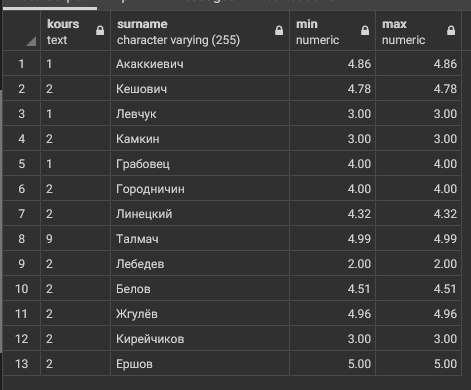 kours surname min max
text character varying (255) numeric numeric
1 1 Акаккиевич 4.86 4.86
2 2 Кешович 4.78 4.78
3 1 Левчук 3.00 3.00
4 2 Камкин 3.00 3.00
5 1 Грабовец 4.00 4.00
6 2 Городничин 4.00 4.00
7 2 Линецкий 4.32 4.32
8 9 Талмач 4.99 4.99
9 2 Лебедев 2.00 2.00
10 2 Белов 4.51 4.51
11 2 Жгулёв 4.96 4.96
12 2 Кирейчиков 3.00 3.00
13 2 Ершов 5.00 5.00